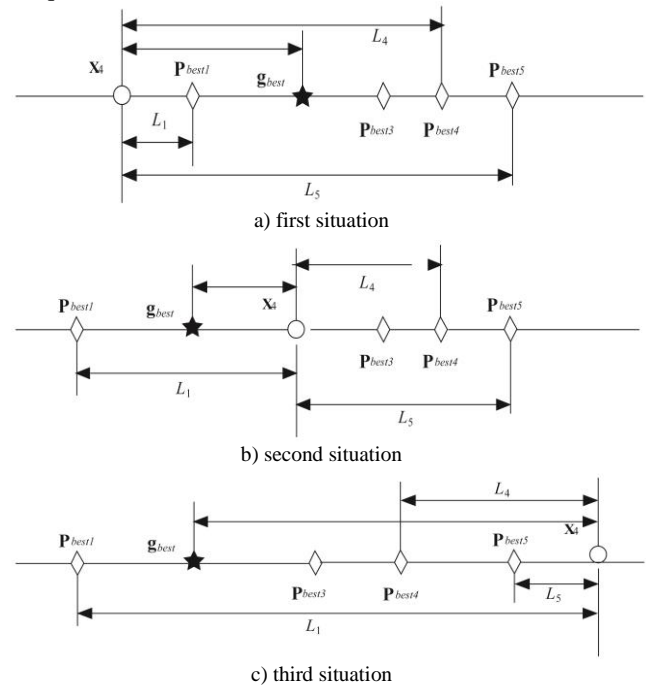 L4
X4 Pbest1 gbest Pbest5
L1 Pbest3 Pbest4
L5
a) first situation
L4
Pbest1 gbest X4 Pbest5
Pbest3 Pbest4
L1 L5
b) second situation
L4
Pbest1 gbest Pbest5 X4
Pbest3 Pbest4 L5
L1
c) third situation